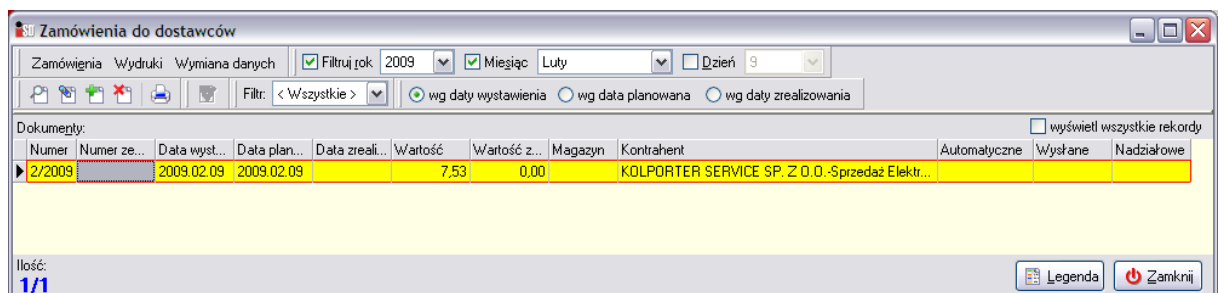 Zamówienia do dostawców
Zamówienia Wydruki Wymiana danych Filtruj rok 2009 Miesiąc Luty Dzień 9
Filtr: < Wszystkie > wg daty wystawienia wg data planowana wg daty zrealizowania
Dokumenty: wyświetl wszystkie rekordy
Numer Numer ze... Data wyst... Data plan... Data zreali... Wartość Wartość z... Magazyn Kontrahent Automatyczne Wysłane Nadziałowe
2/2009 2009.02.09 2009.02.09 7,53 0,00 KOLPORTER SERVICE SP. Z O.O.-Sprzedaż Elektr...
Ilość:
1/1 Legenda Zamknij